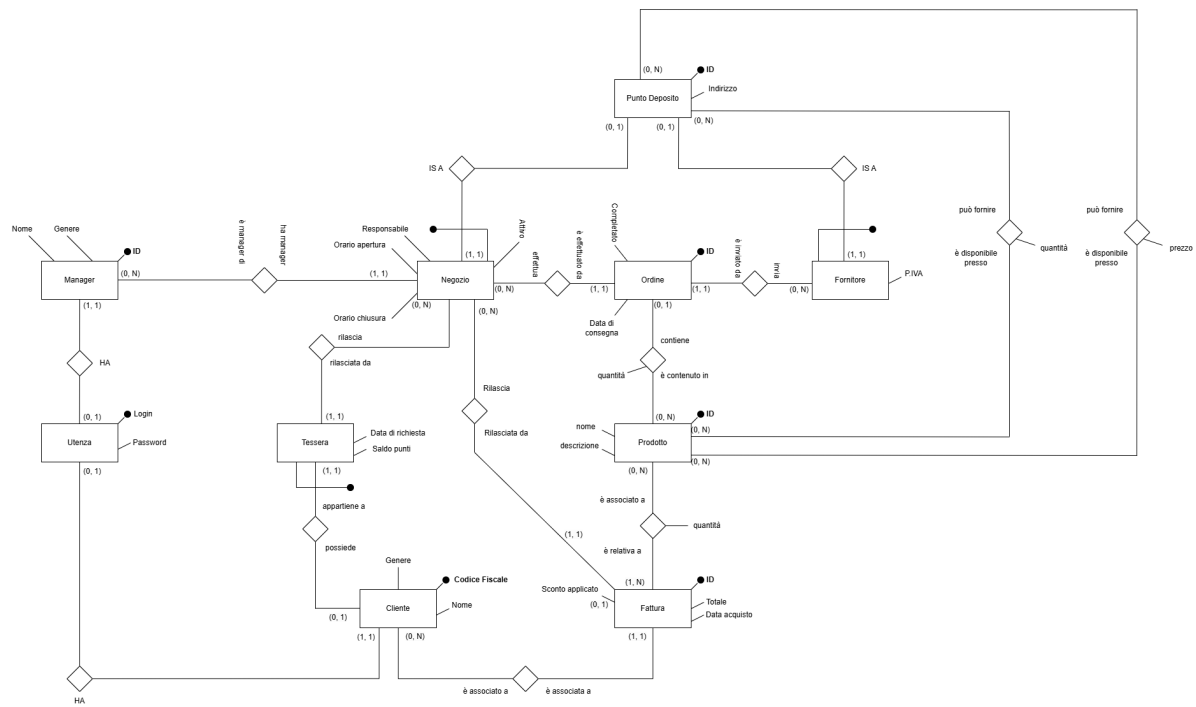 (0, N)
ID
Punto Deposito
Indirizzo
(0, 1)
(0, 1)
(0, N)
IS A
IS A
può fornire
può fornire
quantità
prezzo
è disponibile
presso
è disponibile
presso
Nome
Genere
ID
Manager
(0, N)
(1, 1)
è manager di
ha manager
(1, 1)
Responsabile
Orario apertura
Orario chiusura
Attivo
(1, 1)
Negozio
(0, N)
(0, N)
(0, N)
effettua
è effettuato da
(1, 1)
Completato
ID
Ordine
(1, 1)
Data di
consegna
(0, 1)
è inviato da
invia
(0, N)
(1, 1)
Fornitore
P.IVA
HA
(0, 1)
Login
Utenza
Password
(0, 1)
rilascia
rilasciata da
(1, 1)
Tessera
Data di richiesta
Saldo punti
(1, 1)
appartiene a
possiede
(0, 1)
Rilascia
Rilasciata da
(1, 1)
contiene
quantità
è contenuto in
(0, N)
ID
nome
descrizione
Prodotto
(0, N)
(0, N)
(0, N)
è associato a
quantità
è relativa a
(1, N)
Genere
Codice Fiscale
Cliente
Nome
(1, 1)
(0, N)
Sconto applicato
(0, 1)
ID
Fattura
Totale
Data acquisto
(1, 1)
HA
è associato a
è associata a